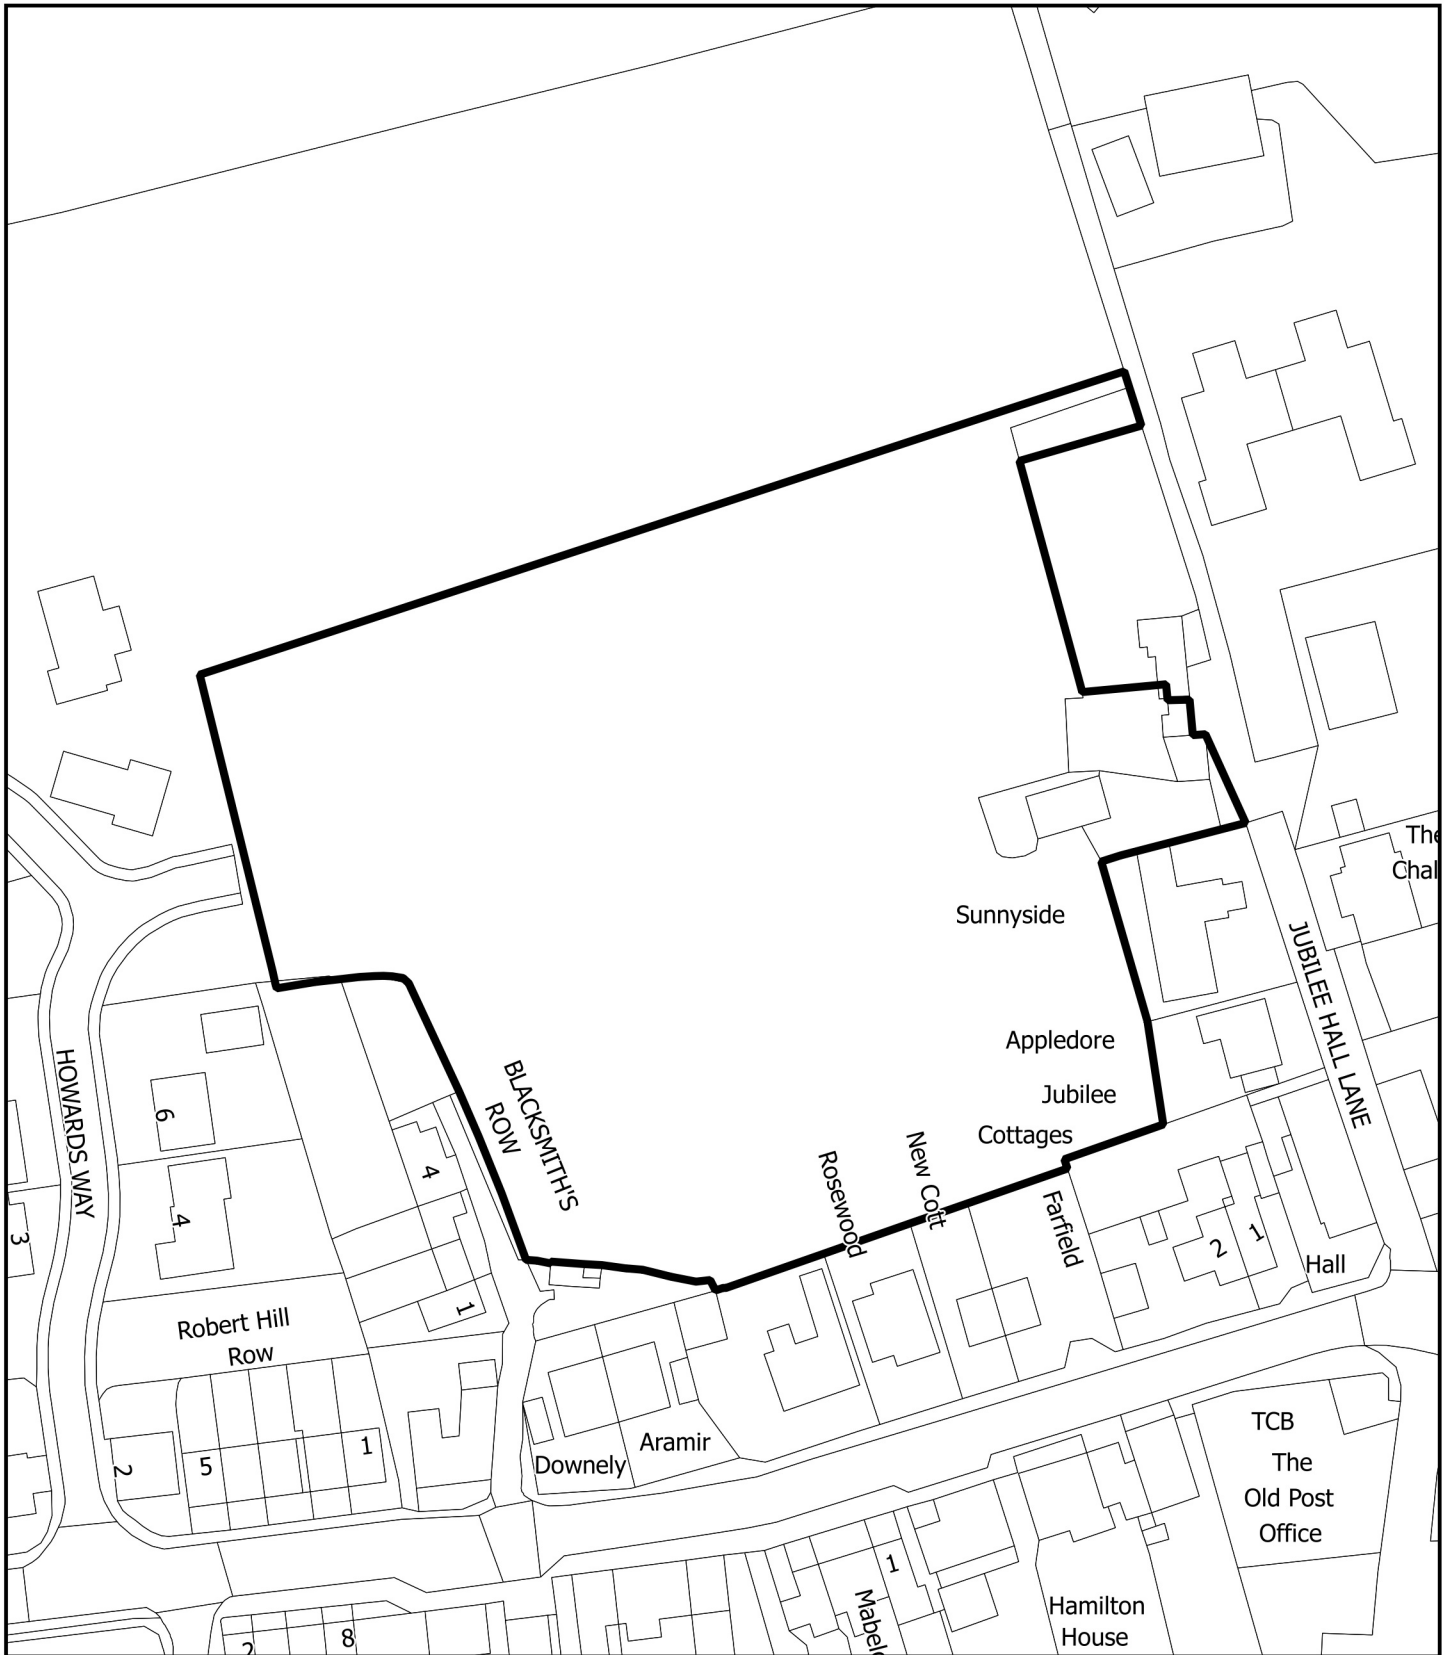 The
Chal
Sunnyside
JUBILEE HALL LANE
Appledore
Jubilee
Cottages
HOWARDS WAY
BLACKSMITH'S
ROW
Rosewood
New Cott
Farfield
6
4
4
3
2
1
Hall
1
Robert Hill
Row
2
5
1
Downely
Aramir
TCB
The
Old Post
Office
1
Mabel
Hamilton
House
2
8